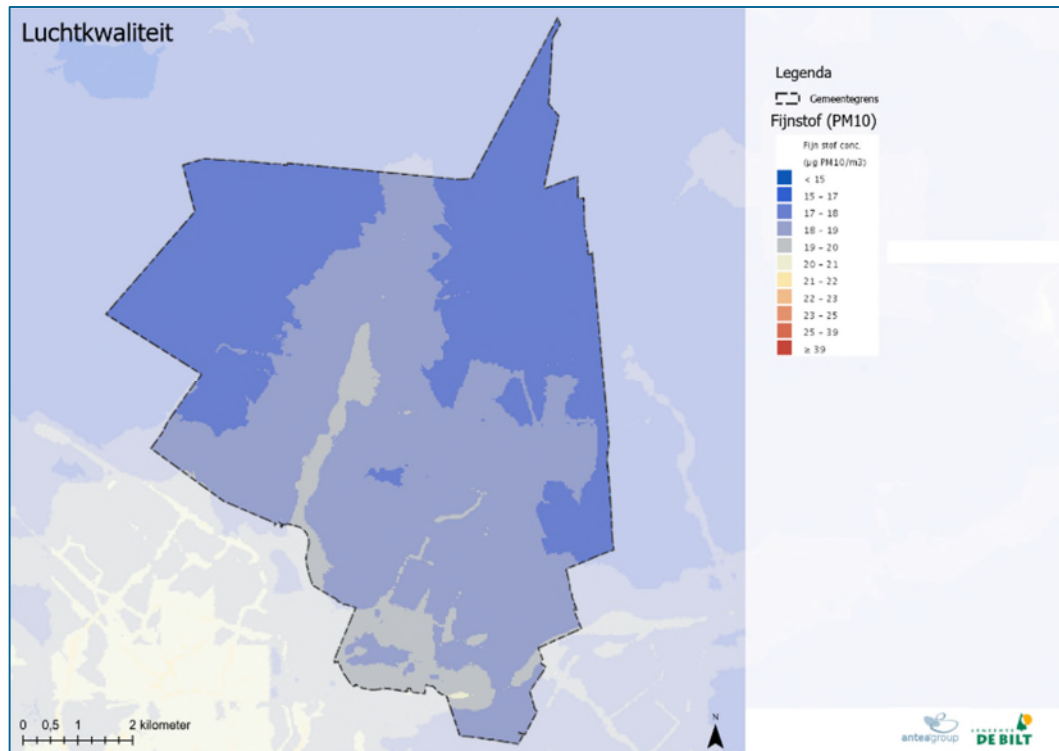 Luchtkwaliteit
Legenda
Gemeentegrens
Fijnstof (PM10)
Fijn stof conc.
(µg PM10/m3)
< 15
15 – 17
17 – 18
18 – 19
19 – 20
20 – 21
21 – 22
22 – 23
23 – 25
25 – 39
≥ 39
0 0,5 1 2 kilometer
N
anteagroup
GEMEENTE
DE BILT